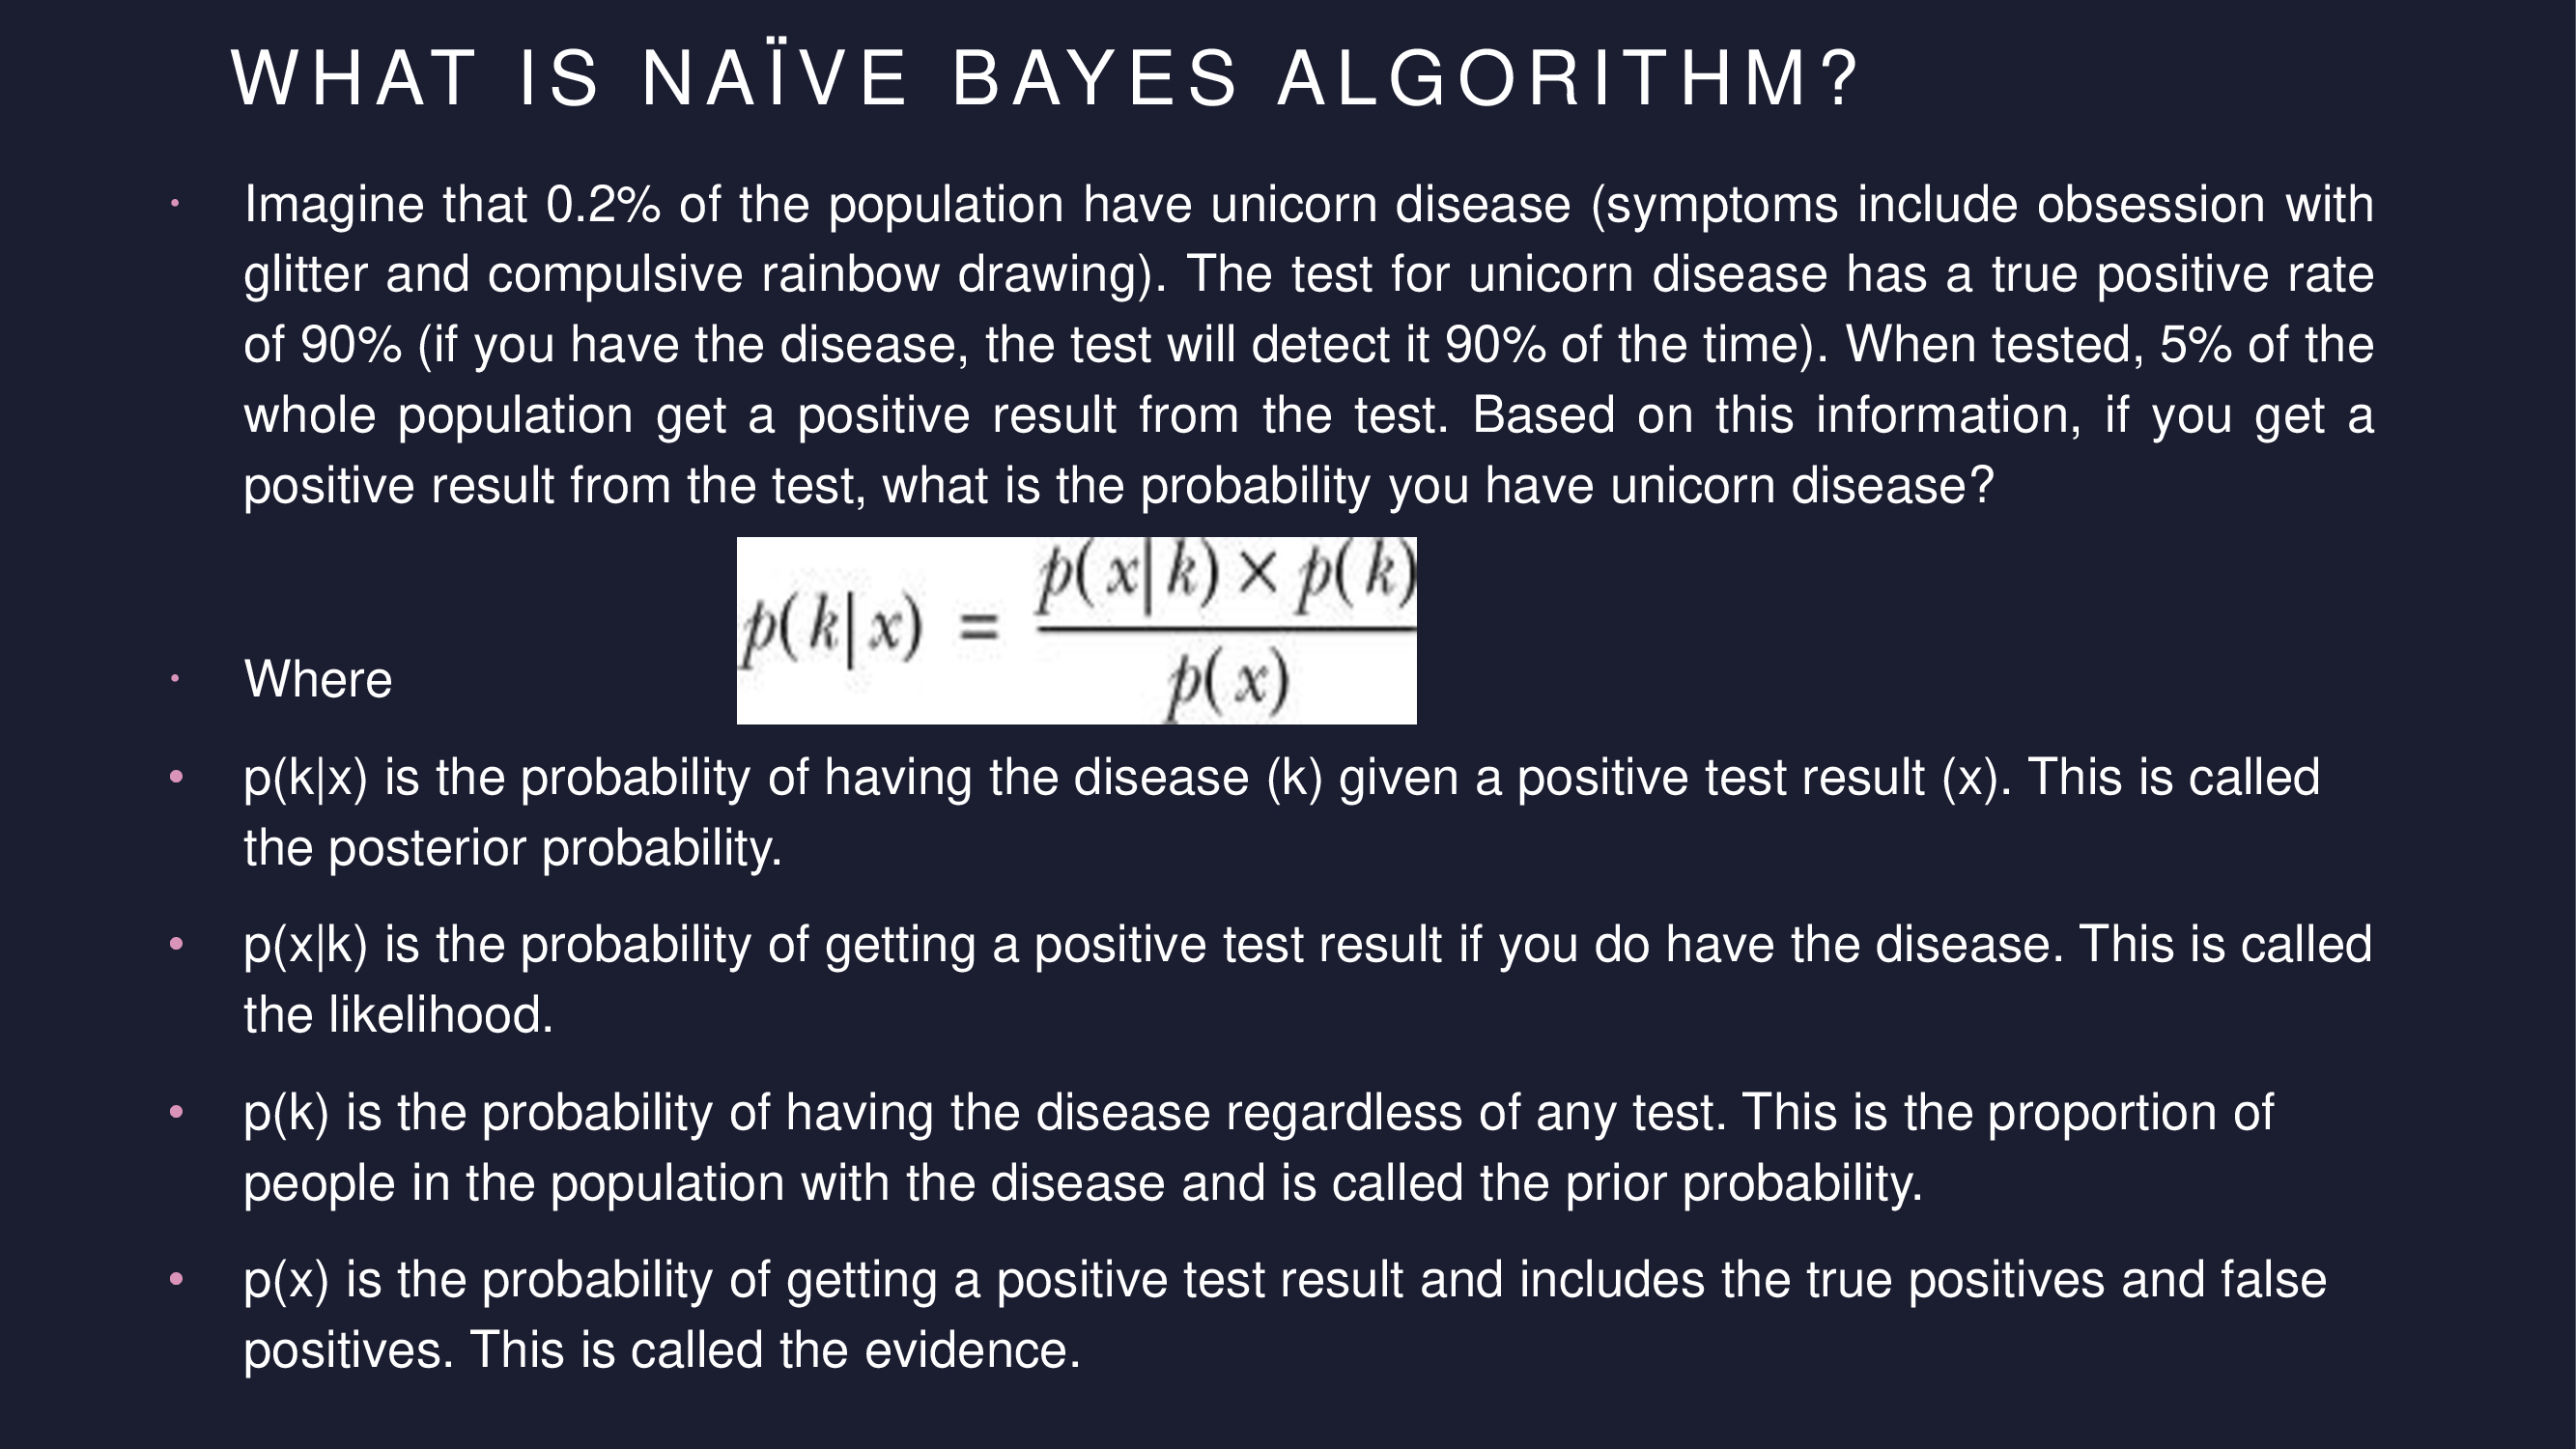 WHAT IS NAÏVE BAYES ALGORITHM?
• Imagine that 0.2% of the population have unicorn disease (symptoms include obsession with
glitter and compulsive rainbow drawing). The test for unicorn disease has a true positive rate
of 90% (if you have the disease, the test will detect it 90% of the time). When tested, 5% of the
whole population get a positive result from the test. Based on this information, if you get a
positive result from the test, what is the probability you have unicorn disease?
p(k|x) = p(x|k) × p(k) / p(x)
• Where
• p(k|x) is the probability of having the disease (k) given a positive test result (x). This is called
the posterior probability.
• p(x|k) is the probability of getting a positive test result if you do have the disease. This is called
the likelihood.
• p(k) is the probability of having the disease regardless of any test. This is the proportion of
people in the population with the disease and is called the prior probability.
• p(x) is the probability of getting a positive test result and includes the true positives and false
positives. This is called the evidence.